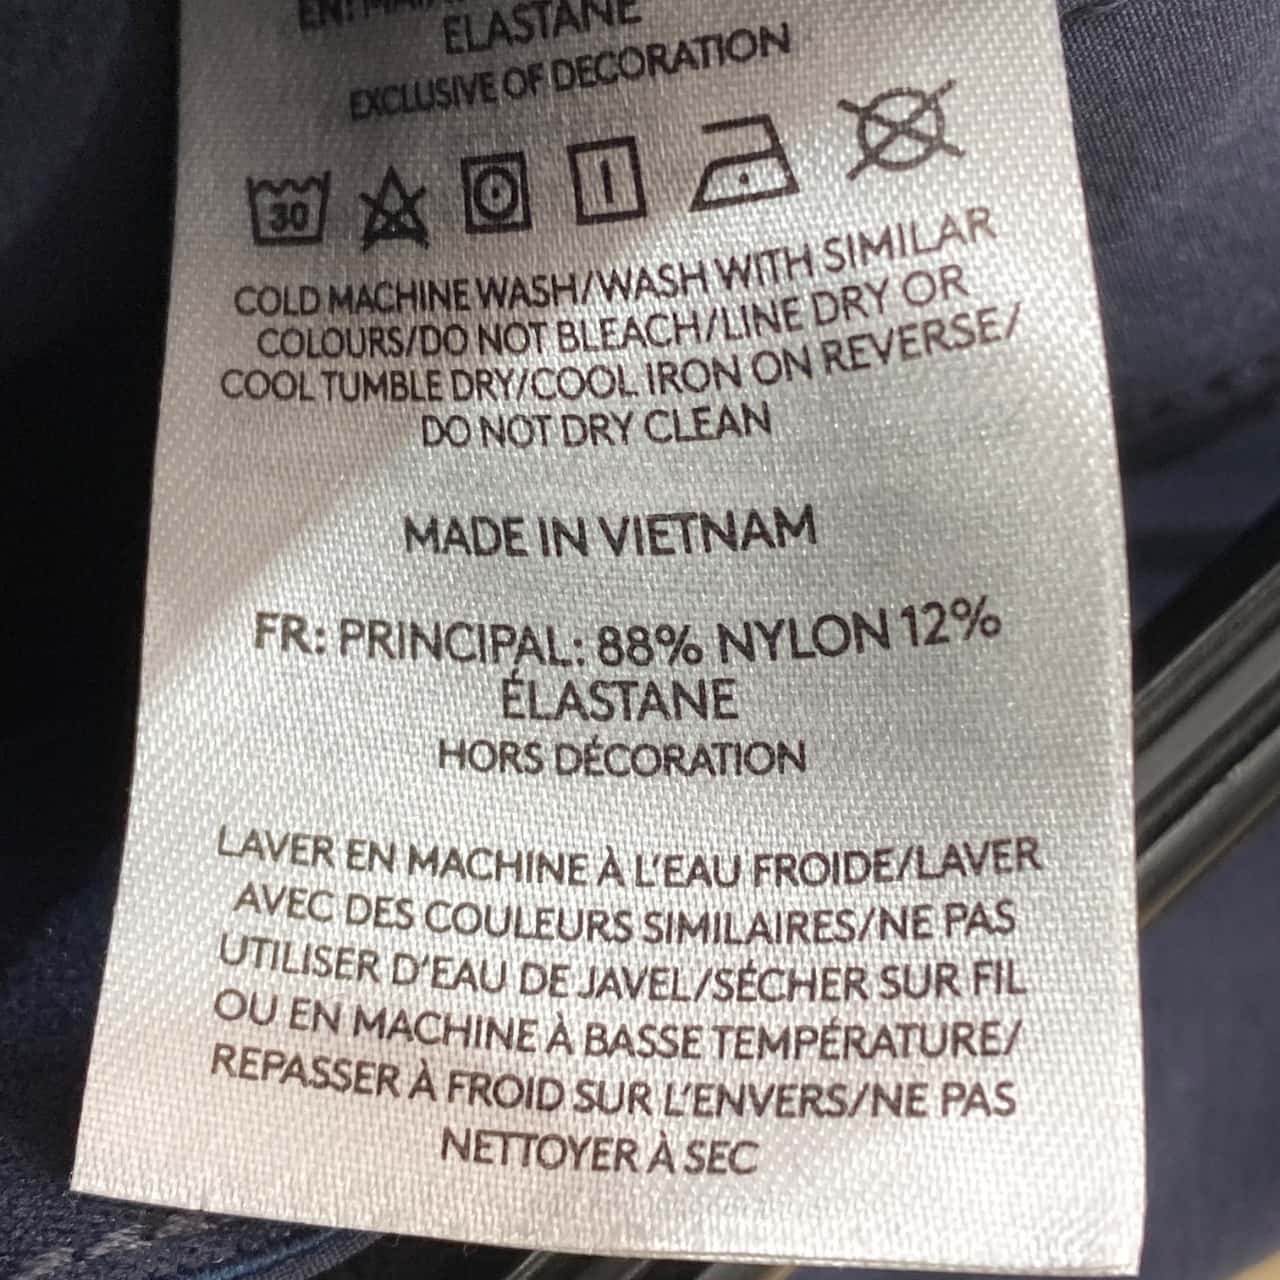 EN:
ELASTANE
EXCLUSIVE OF DECORATION
30
COLD MACHINE WASH/WASH WITH SIMILAR
COLOURS/DO NOT BLEACH/LINE DRY OR
COOL TUMBLE DRY/COOL IRON ON REVERSE/
DO NOT DRY CLEAN
MADE IN VIETNAM
FR: PRINCIPAL: 88% NYLON 12%
ÉLASTANE
HORS DÉCORATION
LAVER EN MACHINE À L'EAU FROIDE/LAVER
AVEC DES COULEURS SIMILAIRES/NE PAS
UTILISER D'EAU DE JAVEL/SÉCHER SUR FIL
OU EN MACHINE À BASSE TEMPÉRATURE/
REPASSER À FROID SUR L'ENVERS/NE PAS
NETTOYER À SEC